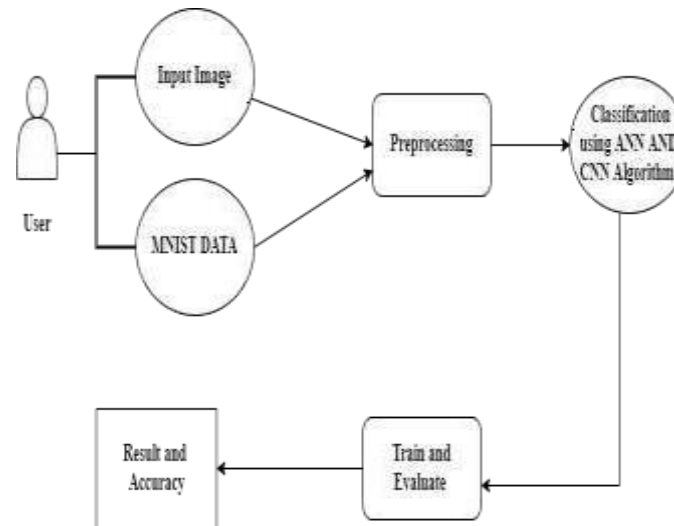 Input Image
User
MNIST DATA
Preprocessing
Classification
using ANN AND
CNN Algorithm
Train and
Evaluate
Result and
Accuracy